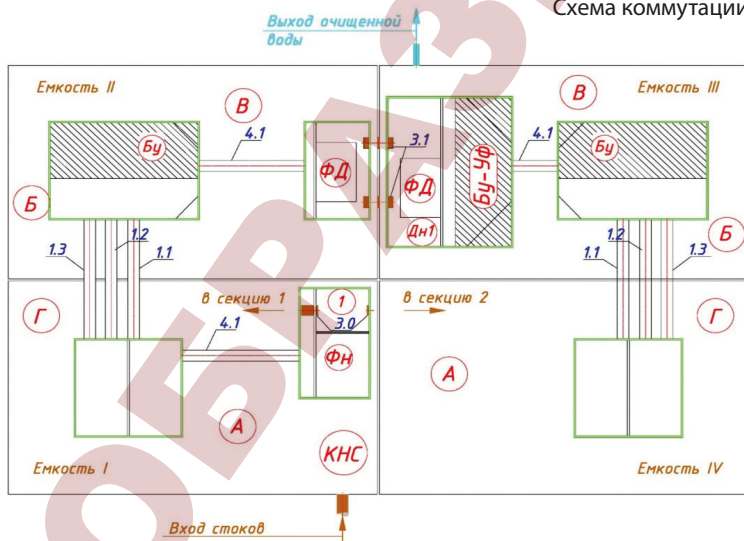 Схема коммутации
Выход очищенной
воды
Емкость II
В
4.1
Бу
ФД
3.1
Б
1.3
1.2
1.1
Емкость III
В
4.1
ФД
Бу-Уф
Бу
Дн1
Б
1.1
1.2
1.3
Г
в секцию 1
1
3.0
4.1
Фн
А
КНС
Емкость I
в секцию 2
А
Г
Емкость IV
Вход стоков
ОБРАЗ